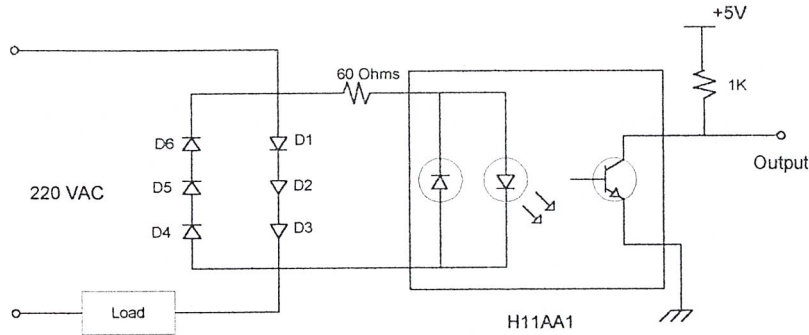 +5V
60 Ohms
1K
D6
D1
Output
D5
D2
220 VAC
D4
D3
Load
H11AA1